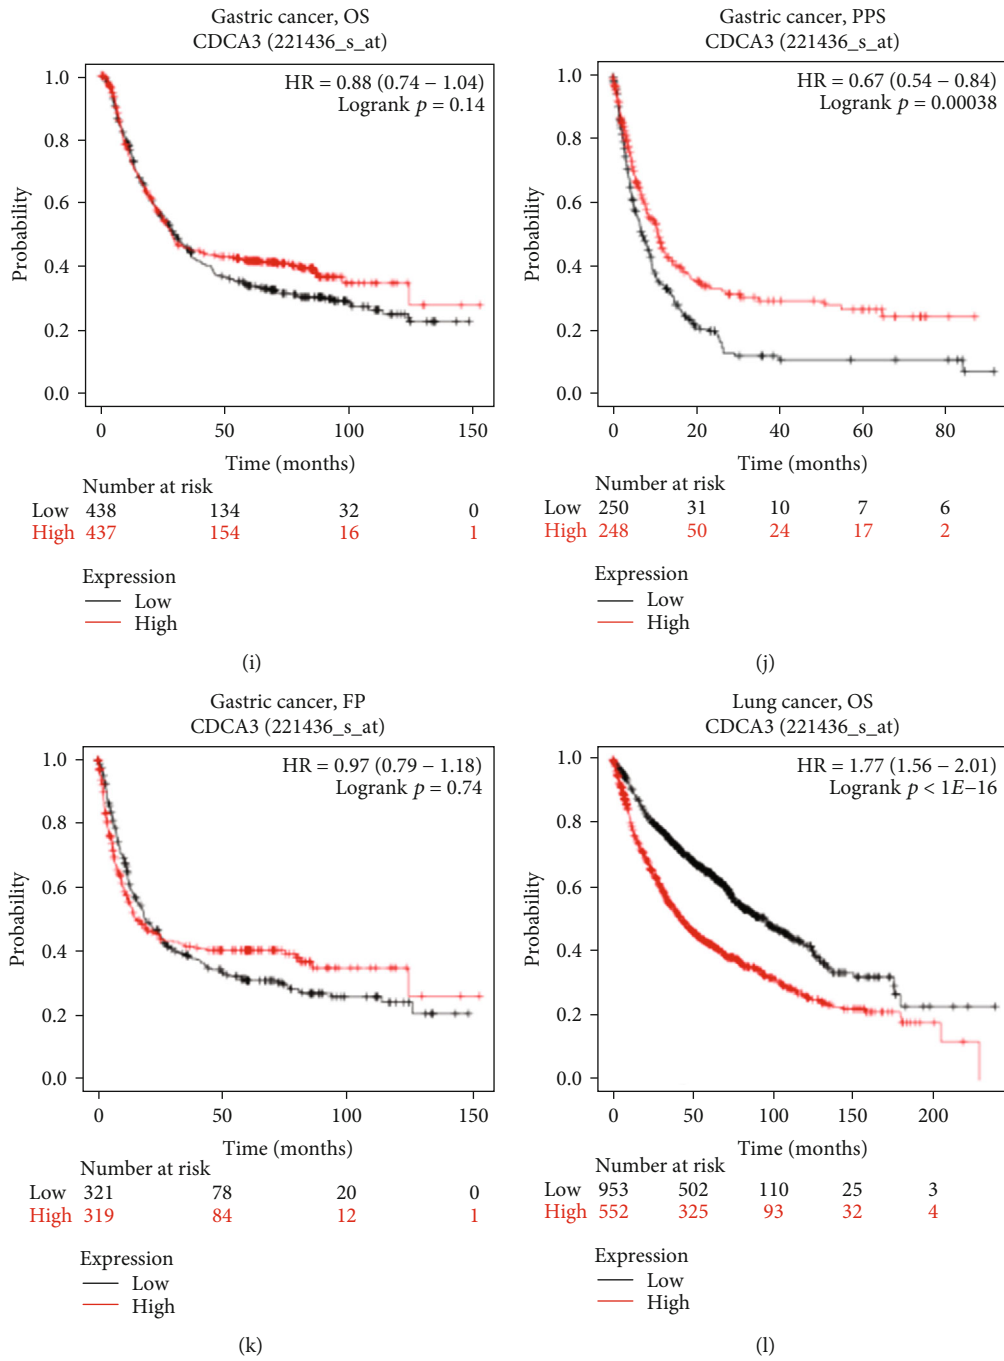 Gastric cancer, OS
CDCA3 (221436_s_at)
HR = 0.88 (0.74 – 1.04)
Logrank p = 0.14
1.0
0.8
0.6
0.4
0.2
0.0
Probability
0 50 100 150
Time (months)
Number at risk
Low 438 134 32 0
High 437 154 16 1
Expression
Low
High
(i)
Gastric cancer, PPS
CDCA3 (221436_s_at)
HR = 0.67 (0.54 – 0.84)
Logrank p = 0.00038
1.0
0.8
0.6
0.4
0.2
0.0
Probability
0 20 40 60 80
Time (months)
Number at risk
Low 250 31 10 7 6
High 248 50 24 17 2
Expression
Low
High
(j)
Gastric cancer, FP
CDCA3 (221436_s_at)
HR = 0.97 (0.79 – 1.18)
Logrank p = 0.74
1.0
0.8
0.6
0.4
0.2
0.0
Probability
0 50 100 150
Time (months)
Number at risk
Low 321 78 20 0
High 319 84 12 1
Expression
Low
High
(k)
Lung cancer, OS
CDCA3 (221436_s_at)
HR = 1.77 (1.56 – 2.01)
Logrank p < 1E–16
1.0
0.8
0.6
0.4
0.2
0.0
Probability
0 50 100 150 200
Time (months)
Number at risk
Low 953 502 110 25 3
High 552 325 93 32 4
Expression
Low
High
(l)